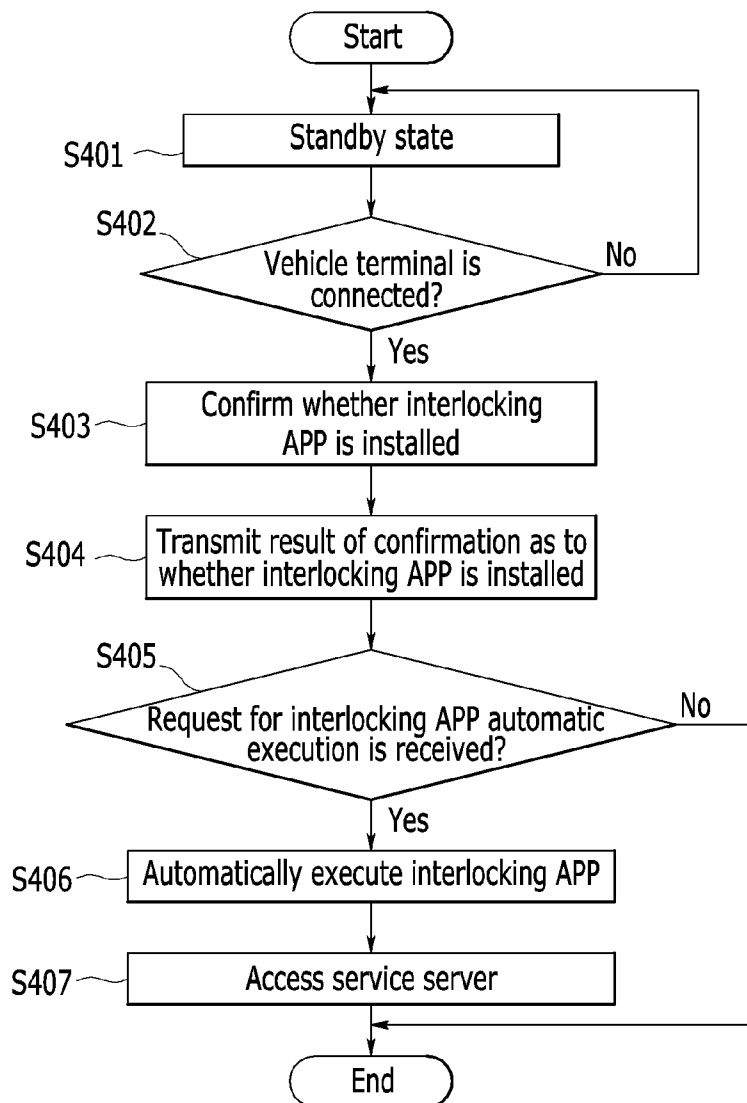 Start
Standby state
S401
S402
Vehicle terminal is
connected?
No
Yes
Confirm whether interlocking
APP is installed
S403
Transmit result of confirmation as to
whether interlocking APP is installed
S404
S405
Request for interlocking APP automatic
execution is received?
No
Yes
Automatically execute interlocking APP
S406
Access service server
S407
End